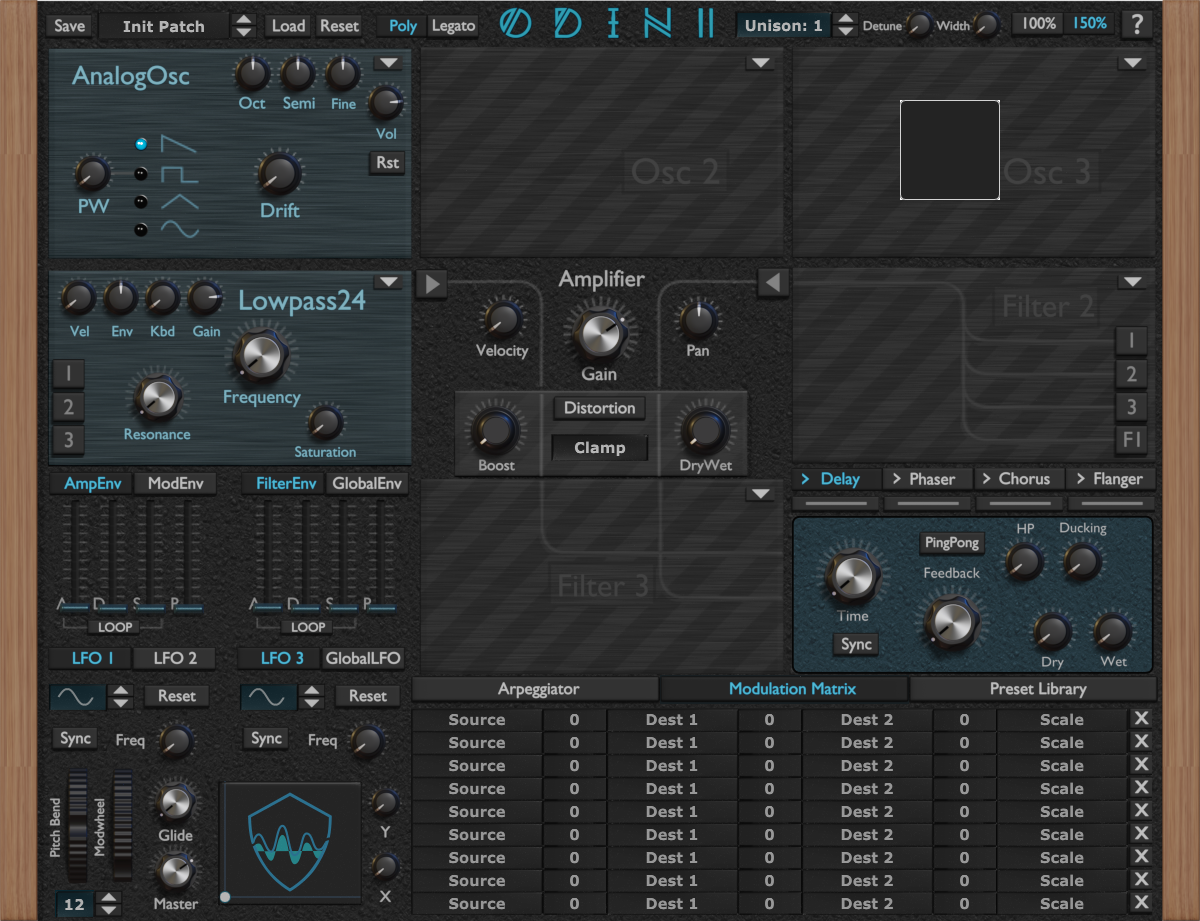 Save Init Patch Load Reset Poly Legato ODIN II Unison: 1 Detune Width 100% 150% ?
AnalogOsc
Oct Semi Fine
Vol
Rst
PW
Drift
Osc 2
Osc 3
Vel Env Kbd Gain
Lowpass24
Frequency
Resonance
Saturation
1
2
3
Amplifier
Velocity
Gain
Pan
Distortion
Clamp
Boost
DryWet
Filter 2
1
2
3
F1
AmpEnv ModEnv FilterEnv GlobalEnv
A D S R
LOOP
A D S R
LOOP
Filter 3
> Delay > Phaser > Chorus > Flanger
PingPong
HP
Ducking
Feedback
Time
Sync
Dry
Wet
LFO 1 LFO 2 LFO 3 GlobalLFO
Reset
Reset
Sync Freq
Sync Freq
Pitch Bend
Modwheel
Glide
Master
12
Y
X
Arpeggiator Modulation Matrix Preset Library
Source 0 Dest 1 0 Dest 2 0 Scale X
Source 0 Dest 1 0 Dest 2 0 Scale X
Source 0 Dest 1 0 Dest 2 0 Scale X
Source 0 Dest 1 0 Dest 2 0 Scale X
Source 0 Dest 1 0 Dest 2 0 Scale X
Source 0 Dest 1 0 Dest 2 0 Scale X
Source 0 Dest 1 0 Dest 2 0 Scale X
Source 0 Dest 1 0 Dest 2 0 Scale X
Source 0 Dest 1 0 Dest 2 0 Scale X